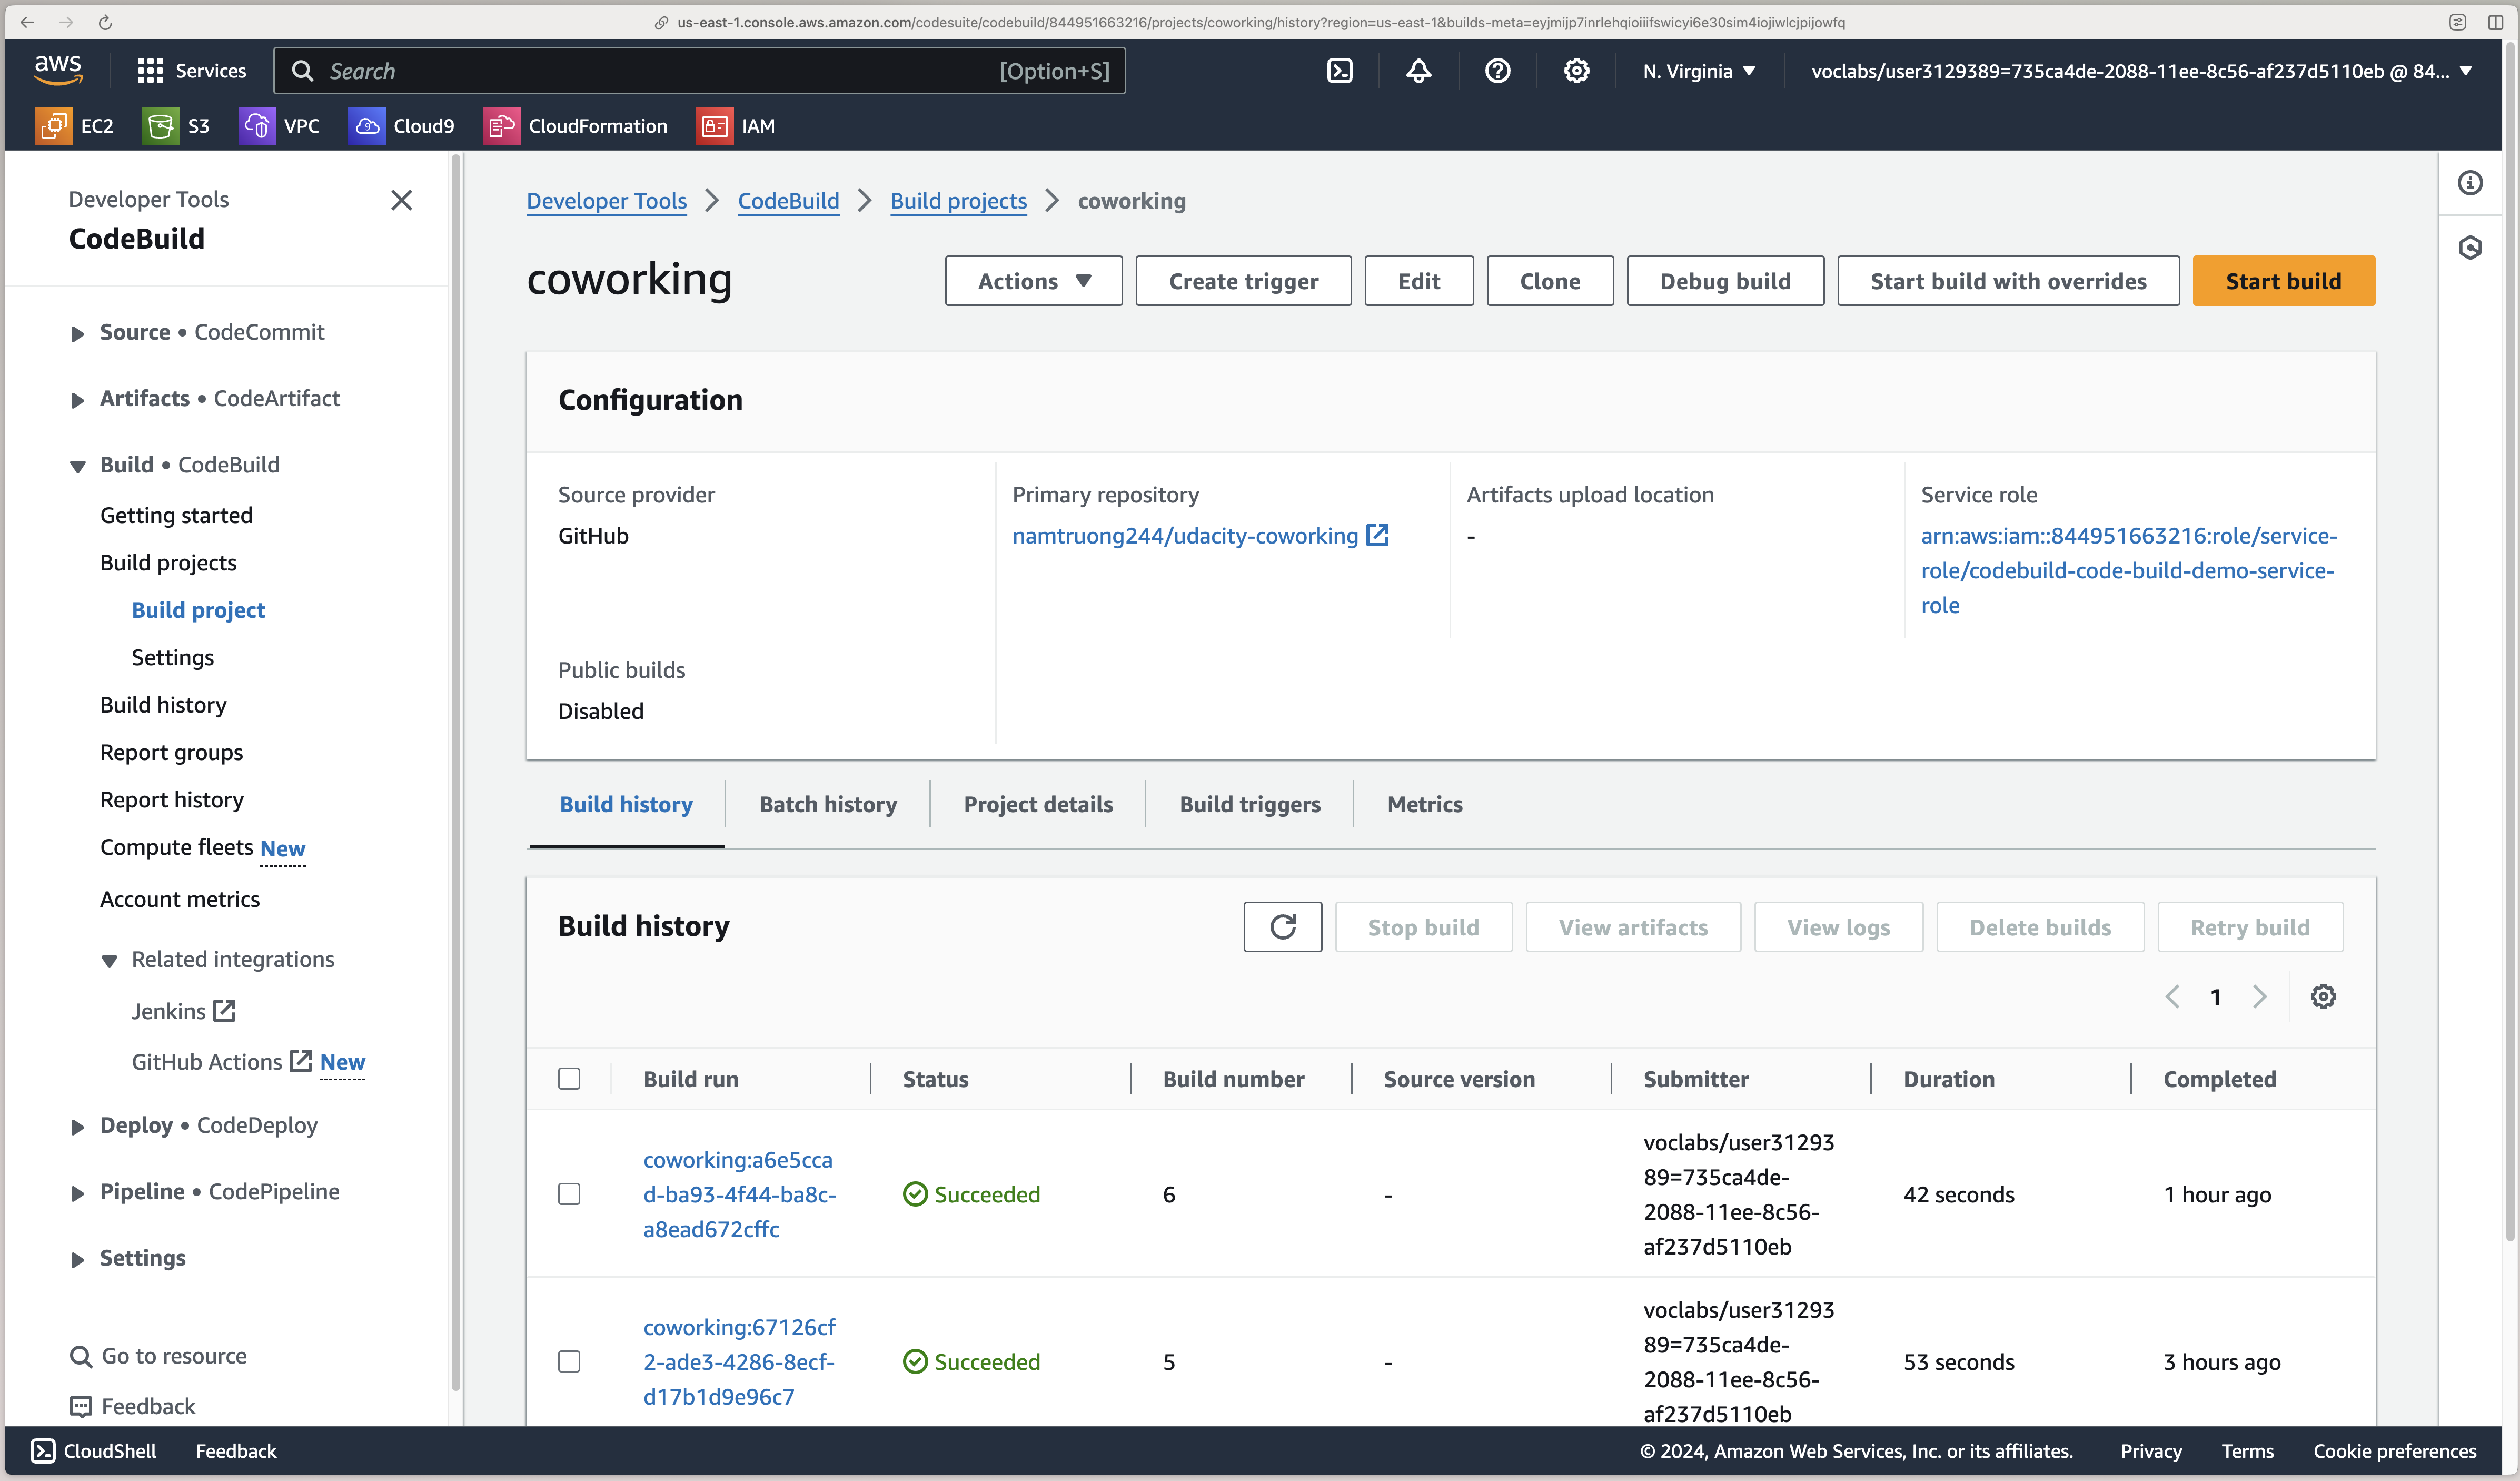 us-east-1.console.aws.amazon.com/codesuite/codebuild/844951663216/projects/coworking/history?region=us-east-1&builds-meta=eyjmijp7inrlehqioiiifswicyi6e30sim4iojiwlcjpijowfq
aws
Services
Search
[Option+S]
N. Virginia
voclabs/user3129389=735ca4de-2088-11ee-8c56-af237d5110eb @ 84...
EC2
S3
VPC
Cloud9
CloudFormation
IAM
Developer Tools
CodeBuild
Source • CodeCommit
Artifacts • CodeArtifact
Build • CodeBuild
Getting started
Build projects
Build project
Settings
Build history
Report groups
Report history
Compute fleets New
Account metrics
Related integrations
Jenkins
GitHub Actions New
Deploy • CodeDeploy
Pipeline • CodePipeline
Settings
Go to resource
Feedback
Developer Tools
CodeBuild
Build projects
coworking
coworking
Actions
Create trigger
Edit
Clone
Debug build
Start build with overrides
Start build
Configuration
Source provider
GitHub
Primary repository
namtruong244/udacity-coworking
Artifacts upload location
-
Service role
arn:aws:iam::844951663216:role/service-
role/codebuild-code-build-demo-service-
role
Public builds
Disabled
Build history
Batch history
Project details
Build triggers
Metrics
Build history
Stop build
View artifacts
View logs
Delete builds
Retry build
1
Build run
Status
Build number
Source version
Submitter
Duration
Completed
coworking:a6e5cca
d-ba93-4f44-ba8c-
a8ead672cffc
Succeeded
6
-
voclabs/user31293
89=735ca4de-
2088-11ee-8c56-
af237d5110eb
42 seconds
1 hour ago
coworking:67126cf
2-ade3-4286-8ecf-
d17b1d9e96c7
Succeeded
5
-
voclabs/user31293
89=735ca4de-
2088-11ee-8c56-
af237d5110eb
53 seconds
3 hours ago
CloudShell
Feedback
© 2024, Amazon Web Services, Inc. or its affiliates.
Privacy
Terms
Cookie preferences